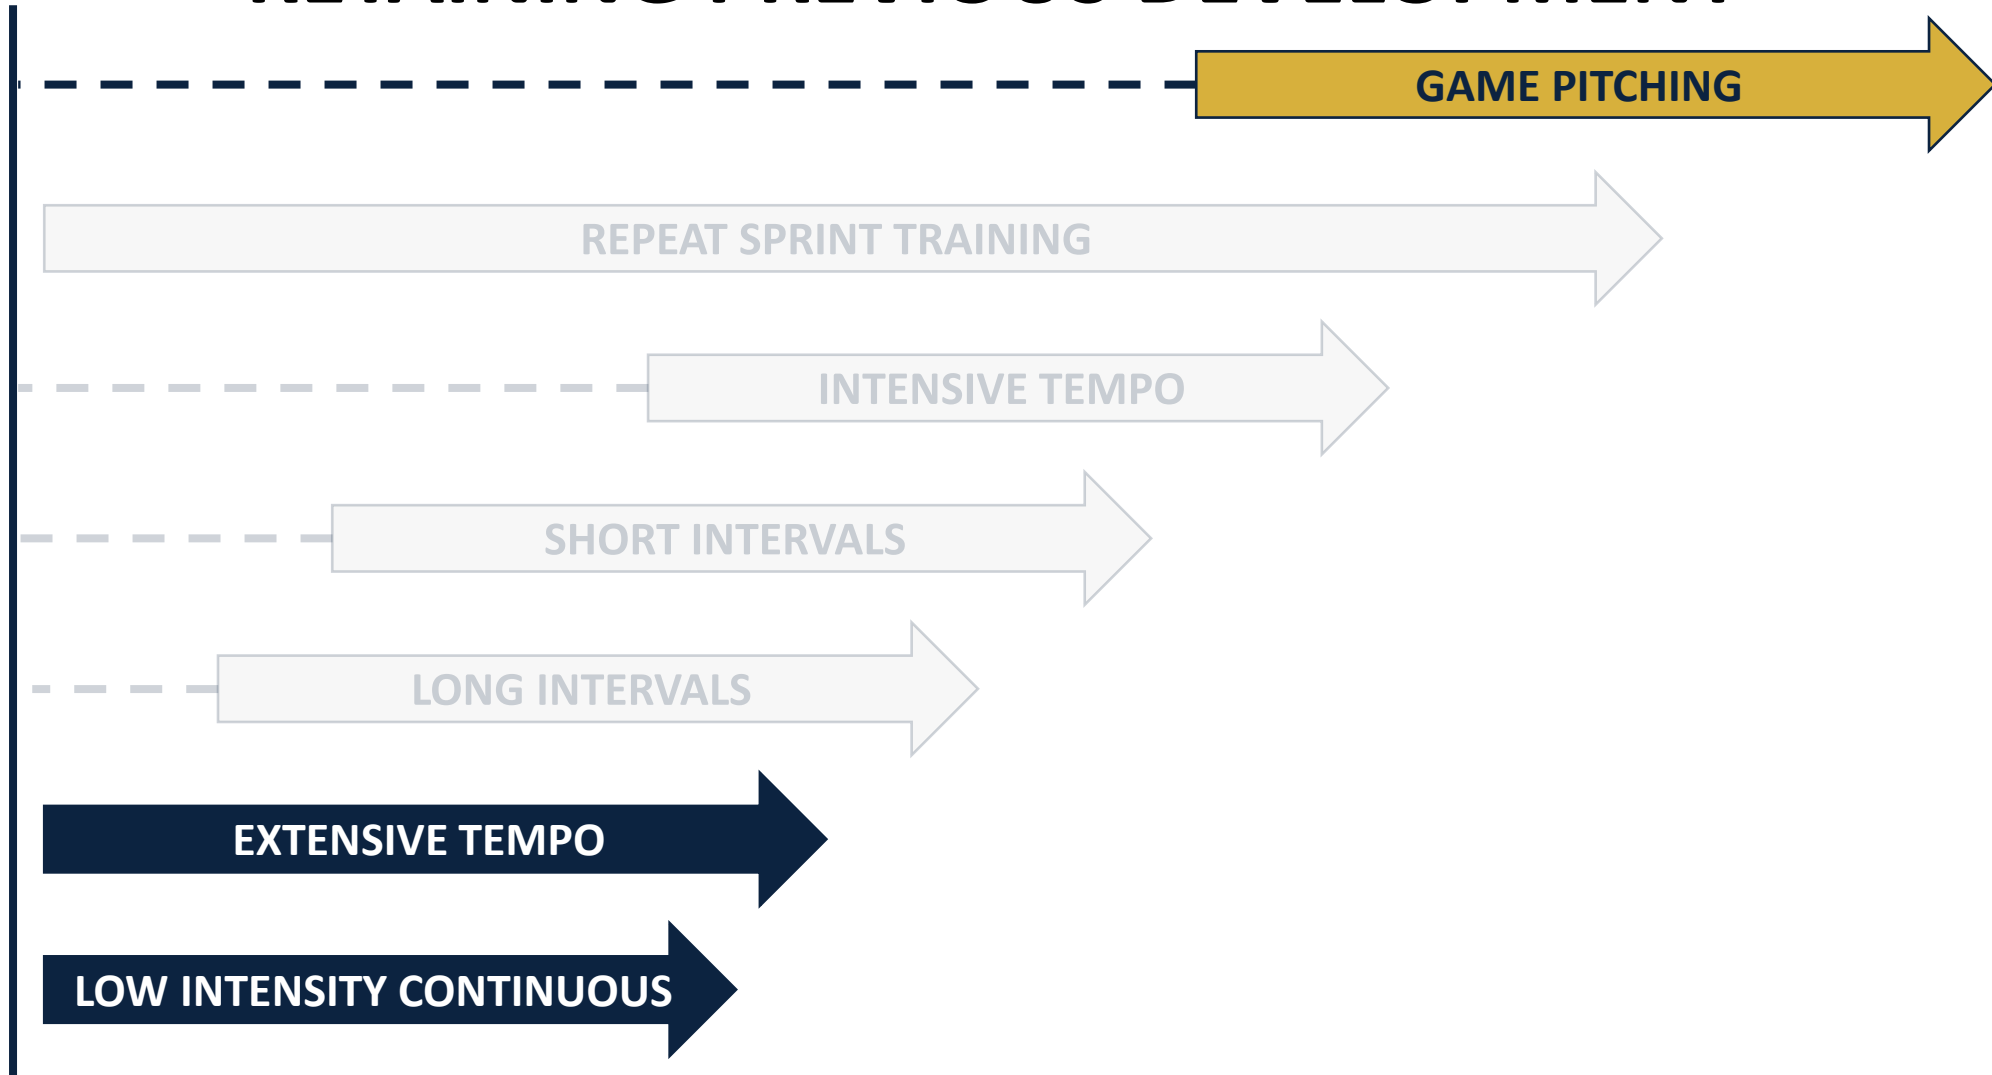 GAME PITCHING
REPEAT SPRINT TRAINING
INTENSIVE TEMPO
SHORT INTERVALS
LONG INTERVALS
EXTENSIVE TEMPO
LOW INTENSITY CONTINUOUS